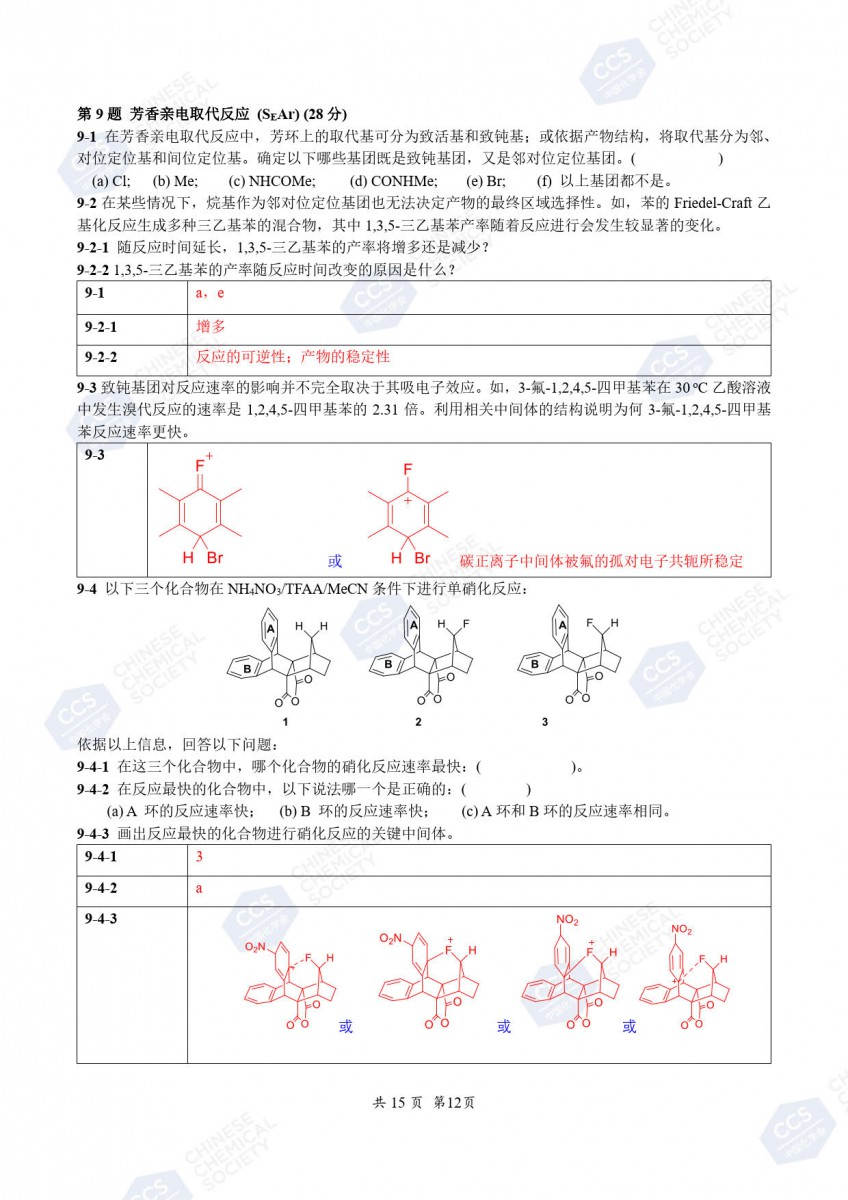 第 9 题 芳香亲电取代反应 (SEAr) (28 分)
9-1 在芳香亲电取代反应中，芳环上的取代基可分为致活基和致钝基；或依据产物结构，将取代基分为邻、
对位定位基和间位定位基。确定以下哪些基团既是致钝基团，又是邻对位定位基团。( )
(a) Cl; (b) Me; (c) NHCOMe; (d) CONHMe; (e) Br; (f) 以上基团都不是。
9-2 在某些情况下，烷基作为邻对位定位基团也无法决定产物的最终区域选择性。如，苯的 Friedel-Craft 乙
基化反应生成多种三乙基苯的混合物，其中 1,3,5-三乙基苯产率随着反应进行会发生较显著的变化。
9-2-1 随反应时间延长，1,3,5-三乙基苯的产率将增多还是减少？
9-2-2 1,3,5-三乙基苯的产率随反应时间改变的原因是什么？
9-1 a，e
9-2-1 增多
9-2-2 反应的可逆性；产物的稳定性
9-3 致钝基团对反应速率的影响并不完全取决于其吸电子效应。如，3-氟-1,2,4,5-四甲基苯在 30 oC 乙酸溶液
中发生溴代反应的速率是 1,2,4,5-四甲基苯的 2.31 倍。利用相关中间体的结构说明为何 3-氟-1,2,4,5-四甲基
苯反应速率更快。
9-3
F+ F
+
H Br 或 H Br 碳正离子中间体被氟的孤对电子共轭所稳定
9-4 以下三个化合物在 NH4NO3/TFAA/MeCN 条件下进行单硝化反应：
A H H A H F A F H
B B B
O O O
O O O O O O
1 2 3
依据以上信息，回答以下问题：
9-4-1 在这三个化合物中，哪个化合物的硝化反应速率最快：( )。
9-4-2 在反应最快的化合物中，以下说法哪一个是正确的：( )
(a) A 环的反应速率快； (b) B 环的反应速率快； (c) A 环和 B 环的反应速率相同。
9-4-3 画出反应最快的化合物进行硝化反应的关键中间体。
9-4-1 3
9-4-2 a
9-4-3
O2N F H O2N F+ H NO2 F+ H NO2 F H
+ +
O O O O
O O 或 O O 或 O O 或 O O
共 15 页 第12页
CCS
中国化学会
CHINESE
CHEMICAL
SOCIETY